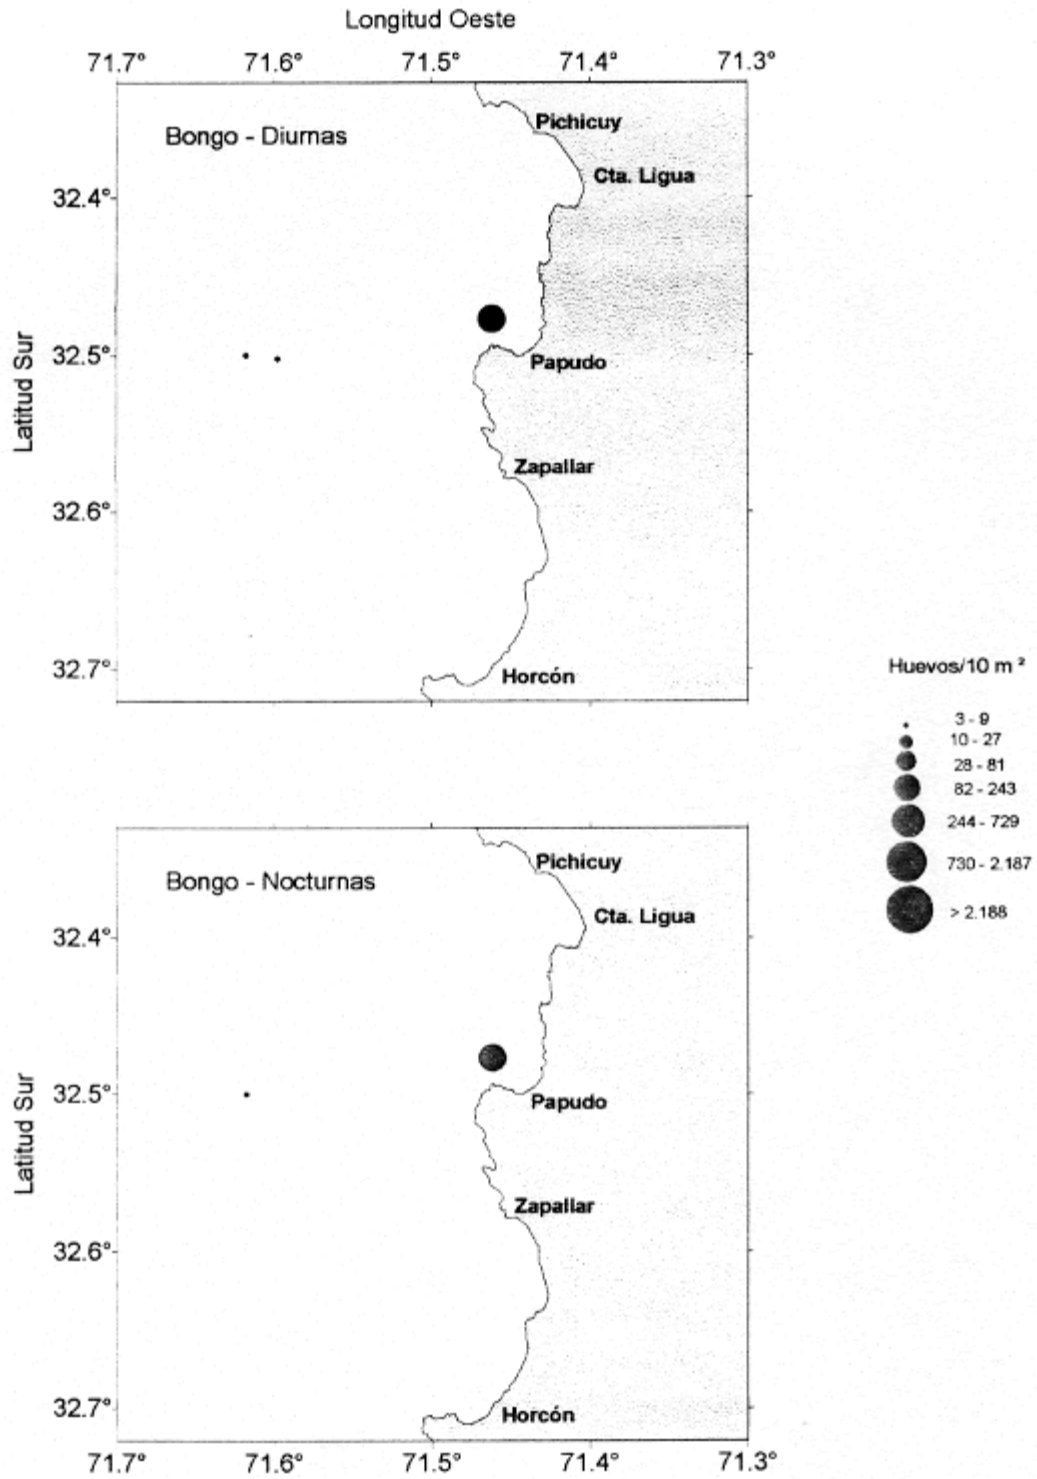 Longitud Oeste
71.7° 71.6° 71.5° 71.4° 71.3°
Bongo - Diurnas
Pichicuy
Cta. Ligua
32.4°
Latitud Sur
32.5°
Papudo
Zapallar
32.6°
32.7°
Horcón
Huevos/10 m ²
3 - 9
10 - 27
28 - 81
82 - 243
244 - 729
730 - 2.187
> 2.188
Bongo - Nocturnas
Pichicuy
Cta. Ligua
32.4°
Latitud Sur
32.5°
Papudo
Zapallar
32.6°
32.7°
Horcón
71.7° 71.6° 71.5° 71.4° 71.3°